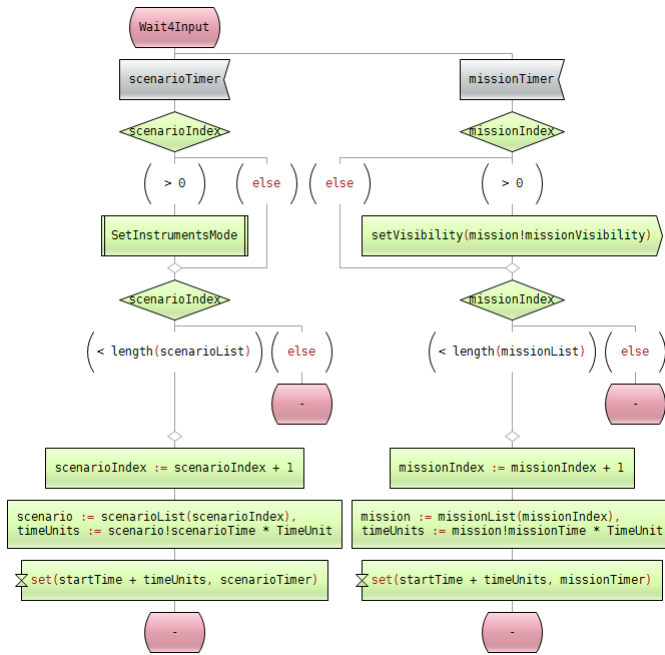 Wait4Input
scenarioTimer
missionTimer
scenarioIndex
missionIndex
( > 0 )
( else )
( else )
( > 0 )
SetInstrumentsMode
setVisibility(mission!missionVisibility)
scenarioIndex
missionIndex
( < length(scenarioList) )
( else )
( < length(missionList) )
( else )
-
-
scenarioIndex := scenarioIndex + 1
missionIndex := missionIndex + 1
scenario := scenarioList(scenarioIndex),
timeUnits := scenario!scenarioTime * TimeUnit
mission := missionList(missionIndex),
timeUnits := mission!missionTime * TimeUnit
set(startTime + timeUnits, scenarioTimer)
set(startTime + timeUnits, missionTimer)
-
-